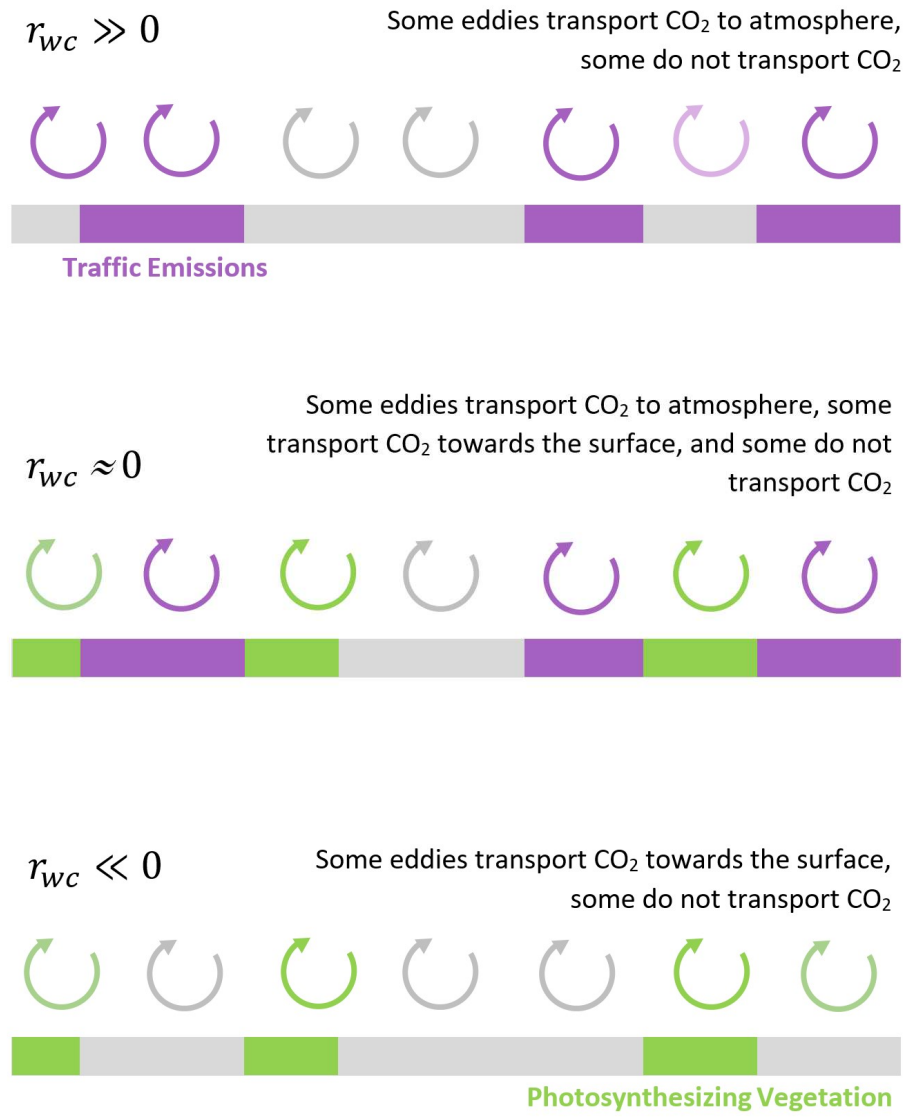 r_wc ≫ 0
Some eddies transport CO₂ to atmosphere,
some do not transport CO₂
Traffic Emissions
Some eddies transport CO₂ to atmosphere, some
transport CO₂ towards the surface, and some do not
transport CO₂
r_wc ≈ 0
r_wc ≪ 0
Some eddies transport CO₂ towards the surface,
some do not transport CO₂
Photosynthesizing Vegetation